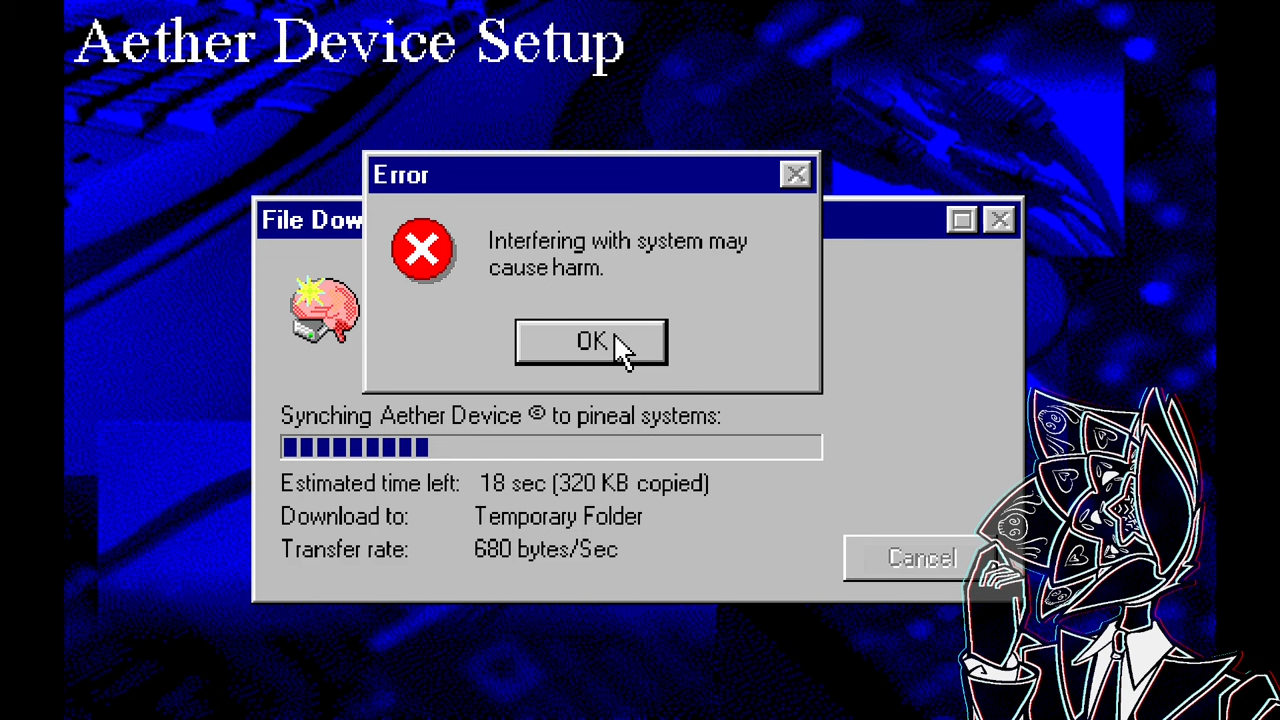 Aether Device Setup
Error
File Dow
Interfering with system may
cause harm.
OK
Synching Aether Device © to pineal systems:
Estimated time left: 18 sec (320 KB copied)
Download to: Temporary Folder
Transfer rate: 680 bytes/Sec
Cancel